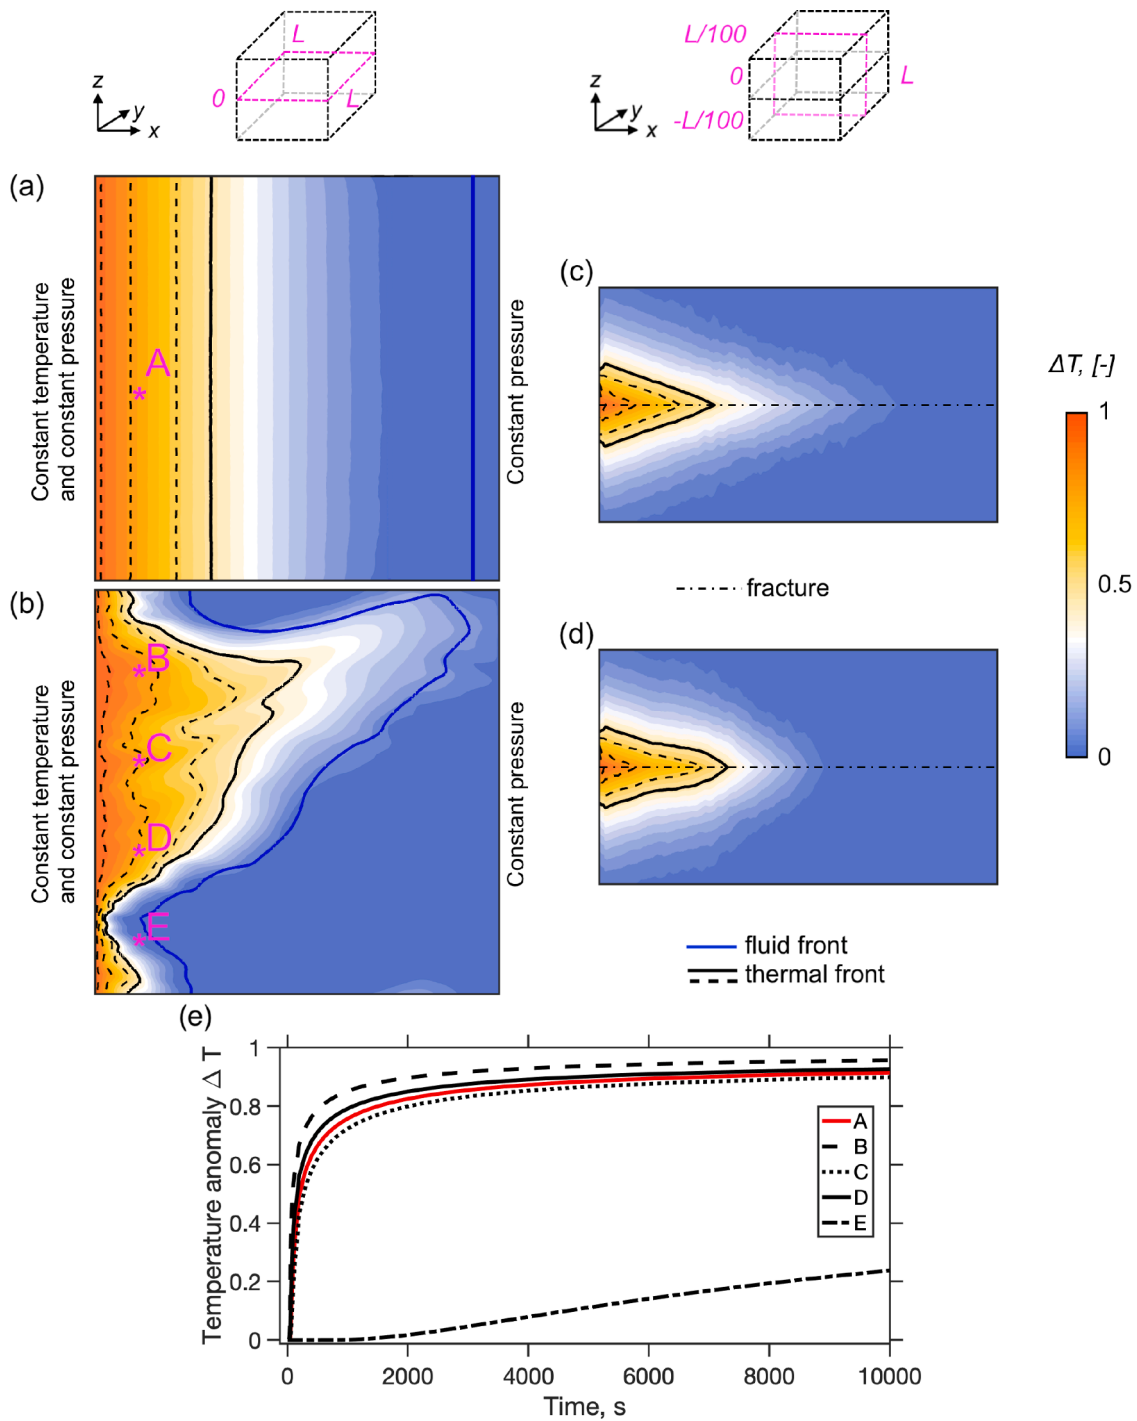 L
L/100
z
y
x
0
L
z
y
x
0
L
-L/100
(a)
Constant temperature
and constant pressure
A
*
Constant pressure
(c)
ΔT, [-]
1
0.5
0
fracture
(b)
Constant temperature
and constant pressure
*B
*C
*D
*E
Constant pressure
(d)
fluid front
thermal front
(e)
Temperature anomaly Δ T
1
0.8
0.6
0.4
0.2
0
A
B
C
D
E
0
2000
4000
6000
8000
10000
Time, s